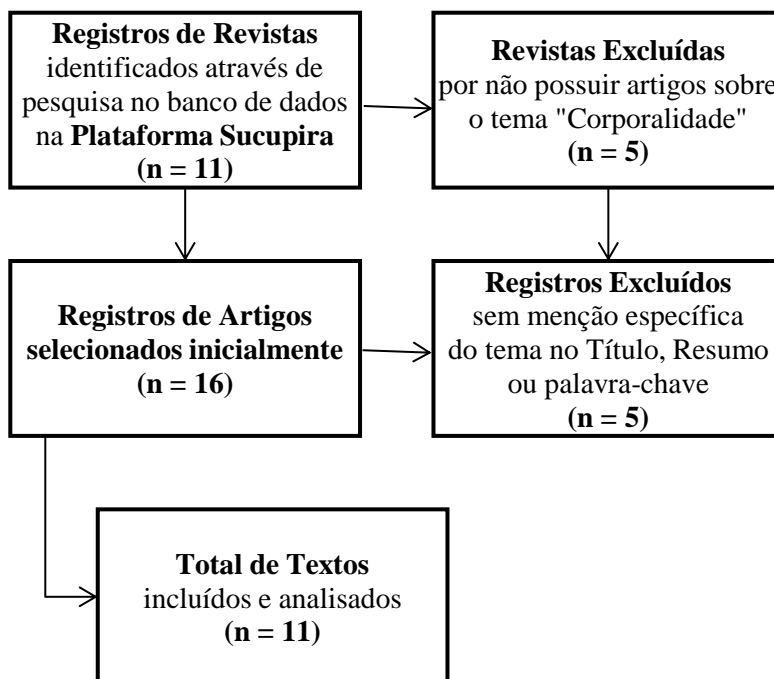 Registros de Revistas
identificados através de
pesquisa no banco de dados
na Plataforma Sucupira
(n = 11)
Revistas Excluídas
por não possuir artigos sobre
o tema "Corporalidade"
(n = 5)
Registros de Artigos
selecionados inicialmente
(n = 16)
Registros Excluídos
sem menção específica
do tema no Título, Resumo
ou palavra-chave
(n = 5)
Total de Textos
incluídos e analisados
(n = 11)